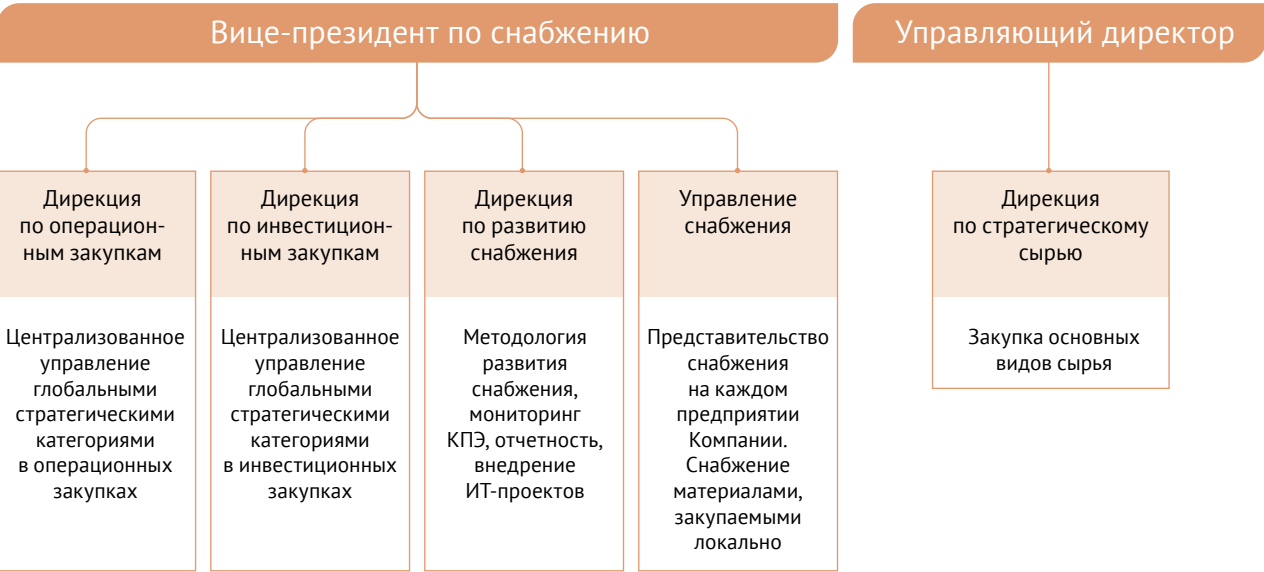 Вице-президент по снабжению
Управляющий директор
Дирекция
по операцион-
ным закупкам
Централизованное
управление
глобальными
стратегическими
категориями
в операционных
закупках
Дирекция
по инвестицион-
ным закупкам
Централизованное
управление
глобальными
стратегическими
категориями
в инвестиционных
закупках
Дирекция
по развитию
снабжения
Методология
развития
снабжения,
мониторинг
КПЭ, отчетность,
внедрение
ИТ-проектов
Управление
снабжения
Представительство
снабжения
на каждом
предприятии
Компании.
Снабжение
материалами,
закупаемыми
локально
Дирекция
по стратегическому
сырью
Закупка основных
видов сырья